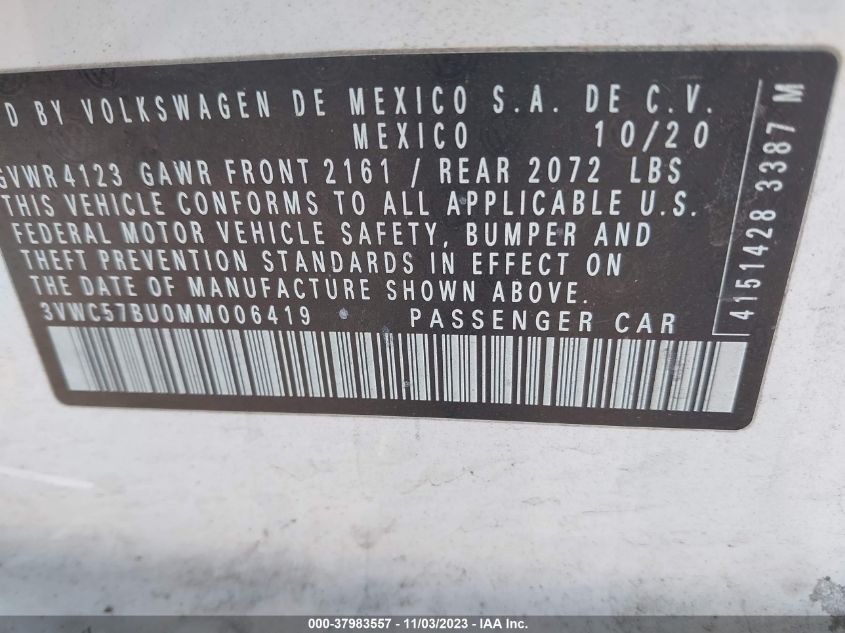 D BY VOLKSWAGEN DE MEXICO S.A. DE C.V.
MEXICO 10/20
GVWR 4123 GAWR FRONT 2161 / REAR 2072 LBS
THIS VEHICLE CONFORMS TO ALL APPLICABLE U.S.
FEDERAL MOTOR VEHICLE SAFETY, BUMPER AND
THEFT PREVENTION STANDARDS IN EFFECT ON
THE DATE OF MANUFACTURE SHOWN ABOVE.
3VWC57BU0MM006419 PASSENGER CAR
4151428 3387 M
000-37983557 - 11/03/2023 - IAA Inc.